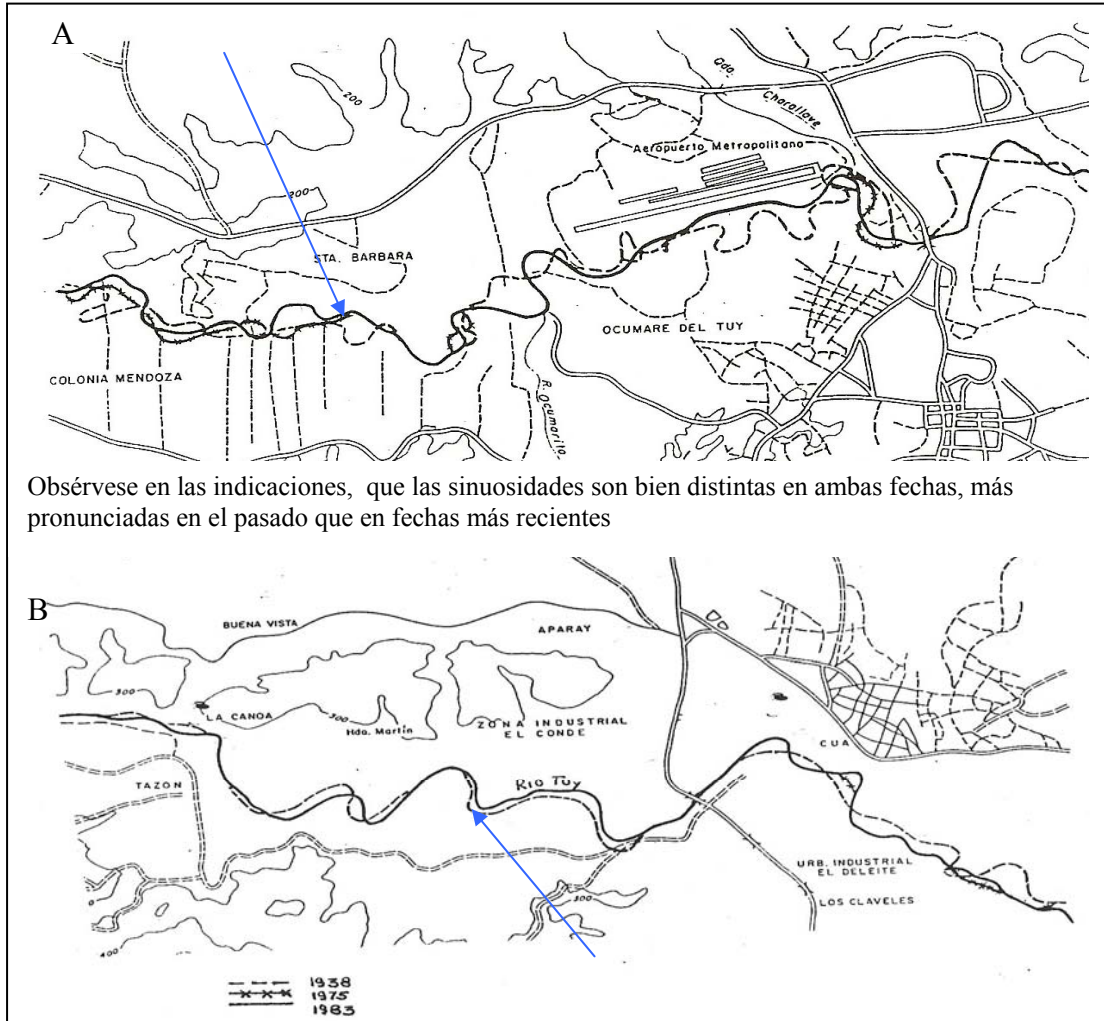 A
200
Qda. Charallave
Aeropuerto Metropolitano
200
STA. BARBARA
OCUMARE DEL TUY
COLONIA MENDOZA
R. Ocumarito
Obsérvese en las indicaciones, que las sinuosidades son bien distintas en ambas fechas, más
pronunciadas en el pasado que en fechas más recientes
B
BUENA VISTA
APARAY
300
LA CANOA
300
Hda. Martín
ZONA INDUSTRIAL
EL CONDE
CUA
TAZON
RIO TUY
URB. INDUSTRIAL
EL DELEITE
300
LOS CLAVELES
400
1938
1975
1983